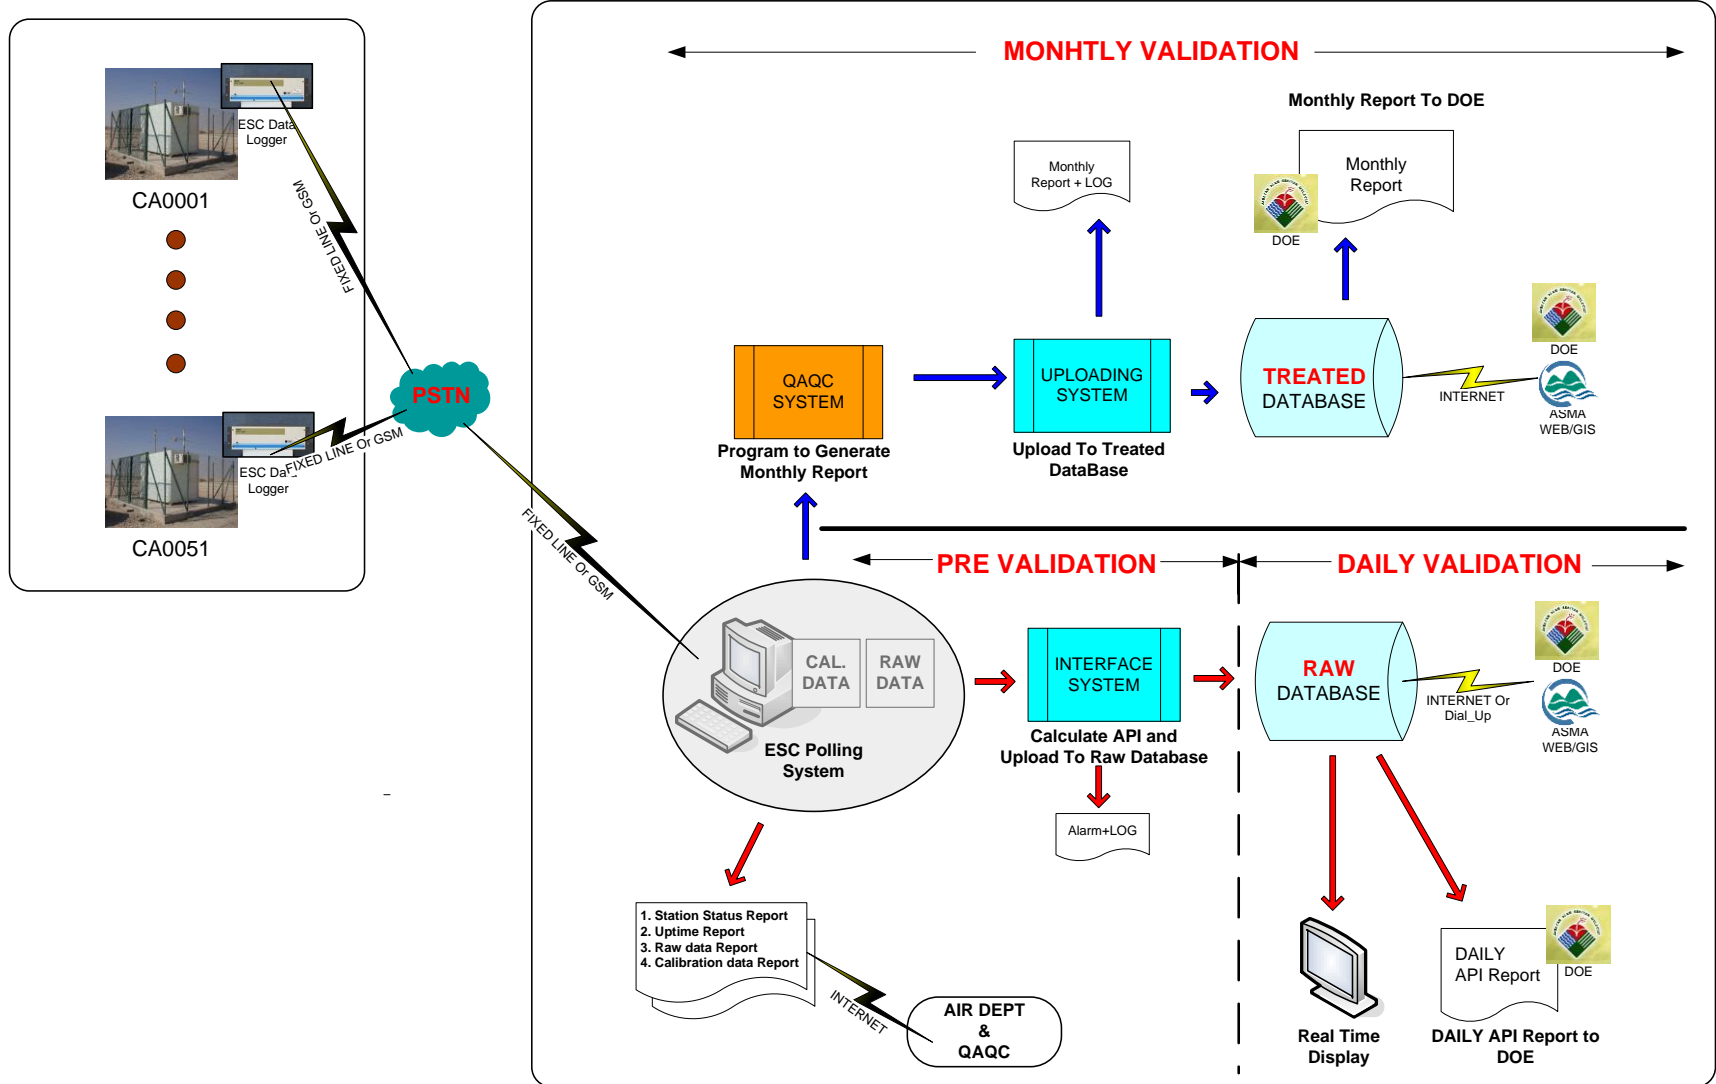 ESC Data
Logger
CA0001
FIXED LINE Or GSM
PSTN
FIXED LINE Or GSM
ESC Data
Logger
CA0051
FIXED LINE Or GSM
MONHTLY VALIDATION
Monthly Report To DOE
Monthly
Report + LOG
Monthly
Report
DOE
QAQC
SYSTEM
Program to Generate
Monthly Report
UPLOADING
SYSTEM
Upload To Treated
DataBase
TREATED
DATABASE
INTERNET
DOE
ASMA
WEB/GIS
PRE VALIDATION
DAILY VALIDATION
CAL.
DATA
RAW
DATA
ESC Polling
System
INTERFACE
SYSTEM
Calculate API and
Upload To Raw Database
Alarm+LOG
RAW
DATABASE
INTERNET Or
Dial_Up
DOE
ASMA
WEB/GIS
1. Station Status Report
2. Uptime Report
3. Raw data Report
4. Calibration data Report
INTERNET
AIR DEPT
&
QAQC
Real Time
Display
DAILY
API Report
DOE
DAILY API Report to
DOE